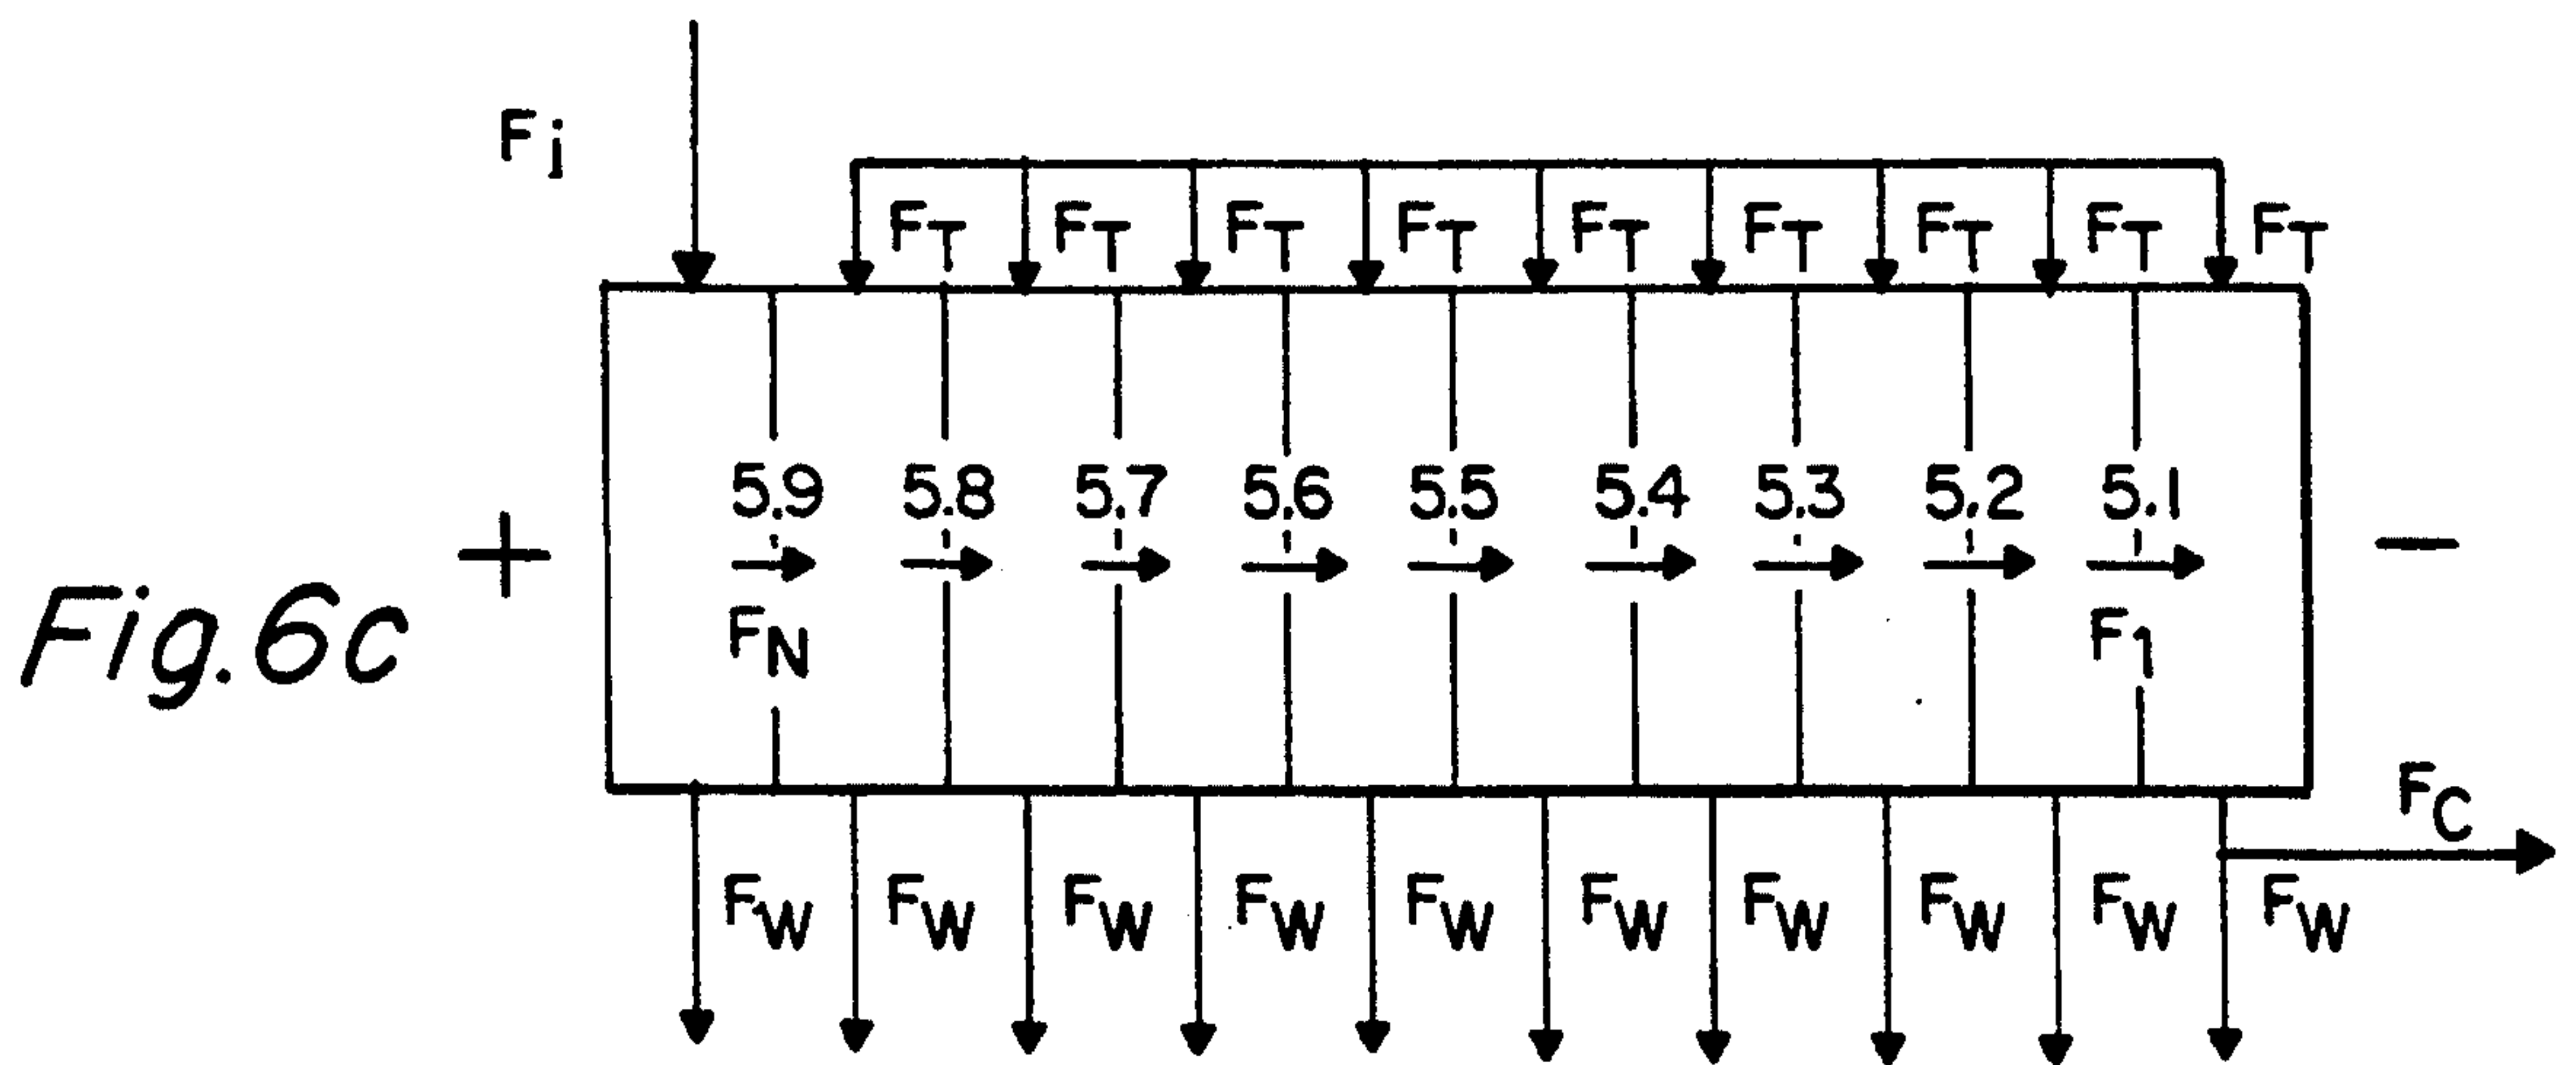 Fi
FT FT FT FT FT FT FT FT FT
5.9 5.8 5.7 5.6 5.5 5.4 5.3 5.2 5.1
+ −
Fig.6c
FN F1
FC
FW FW FW FW FW FW FW FW FW FW